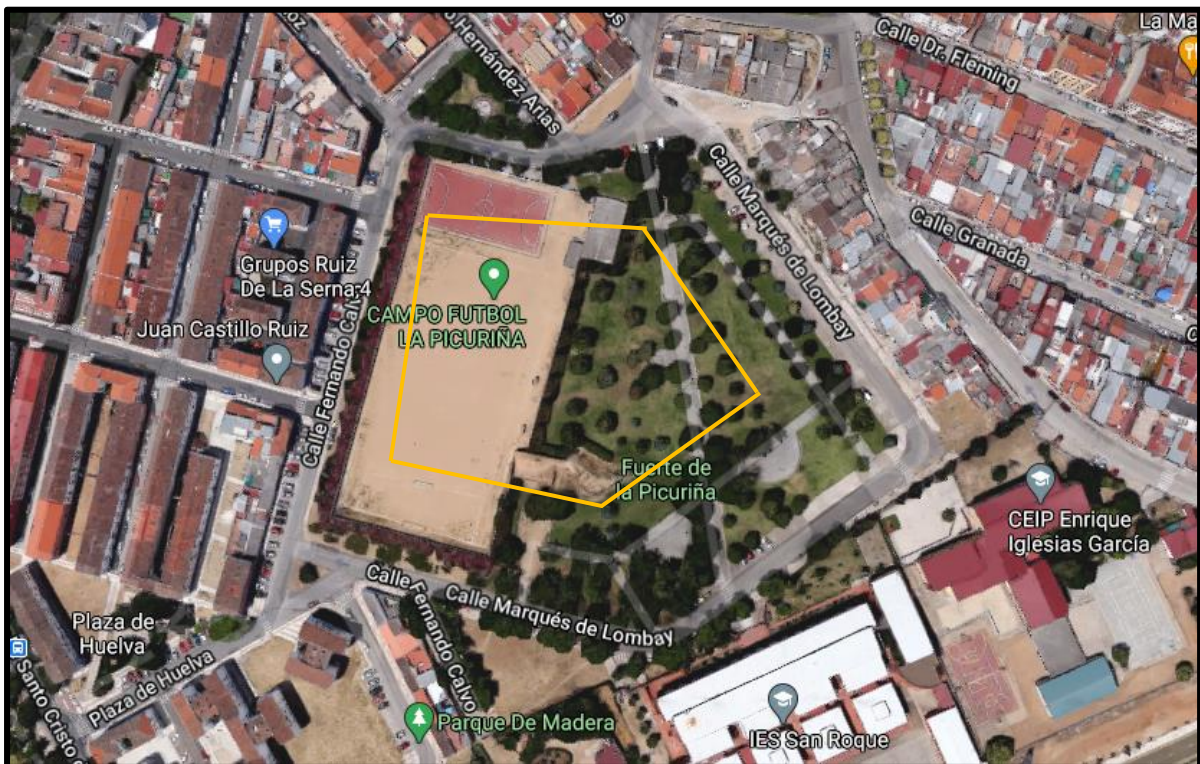 Hernández Arias
Calle Dr. Fleming
La Ma
Calle Marqués de Lombay
Calle Granada
Grupos Ruiz
De La Serna,4
CAMPO FUTBOL
LA PICURIÑA
Juan Castillo Ruiz
Calle Fernando Calvo
Fuerte de
la Picuriña
CEIP Enrique
Iglesias García
Calle Marqués de Lombay
Calle Fernando Calvo
Plaza de
Huelva
Plaza de Huelva
Santo Cristo
Parque De Madera
IES San Roque